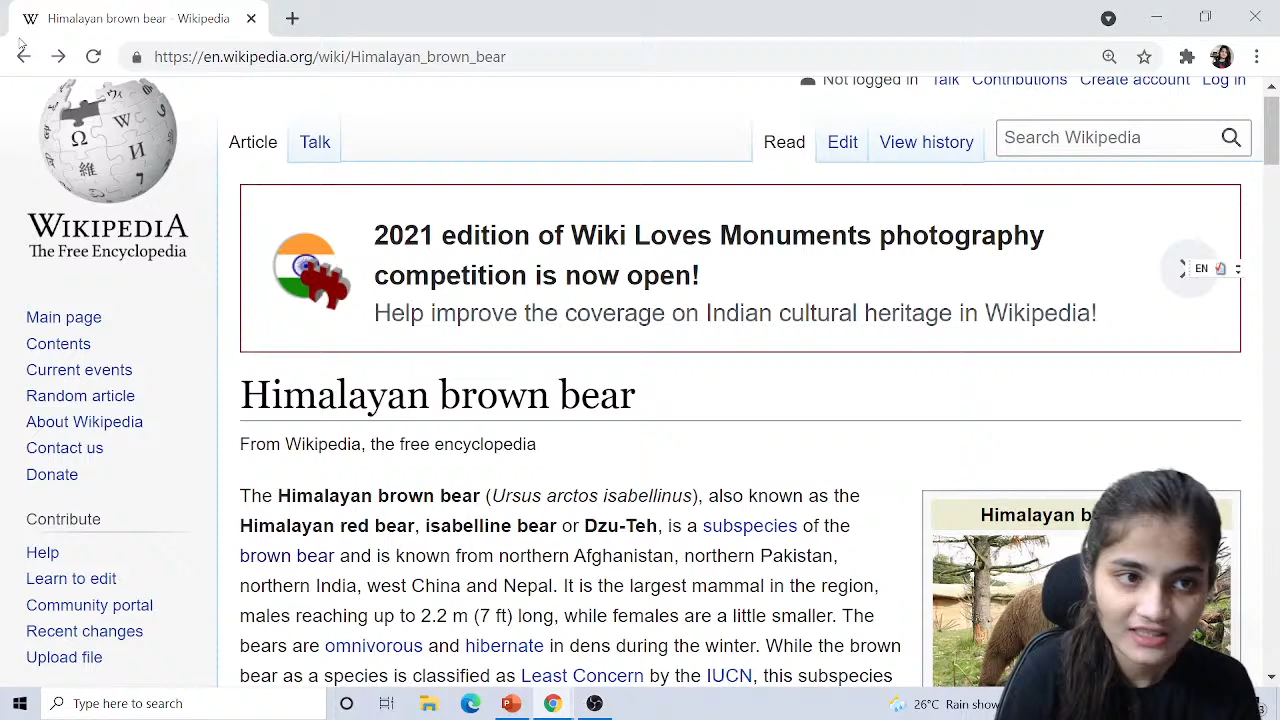 Himalayan brown bear - Wikipedia
https://en.wikipedia.org/wiki/Himalayan_brown_bear
Not logged in Talk Contributions Create account Log in
Article Talk Read Edit View history Search Wikipedia
WIKIPEDIA
The Free Encyclopedia
2021 edition of Wiki Loves Monuments photography
competition is now open!
Help improve the coverage on Indian cultural heritage in Wikipedia!
EN
Main page
Contents
Current events
Random article
About Wikipedia
Contact us
Donate
Contribute
Help
Learn to edit
Community portal
Recent changes
Upload file
Himalayan brown bear
From Wikipedia, the free encyclopedia
The Himalayan brown bear (Ursus arctos isabellinus), also known as the
Himalayan red bear, isabelline bear or Dzu-Teh, is a subspecies of the
brown bear and is known from northern Afghanistan, northern Pakistan,
northern India, west China and Nepal. It is the largest mammal in the region,
males reaching up to 2.2 m (7 ft) long, while females are a little smaller. The
bears are omnivorous and hibernate in dens during the winter. While the brown
bear as a species is classified as Least Concern by the IUCN, this subspecies
Himalayan b
Type here to search
26°C Rain show